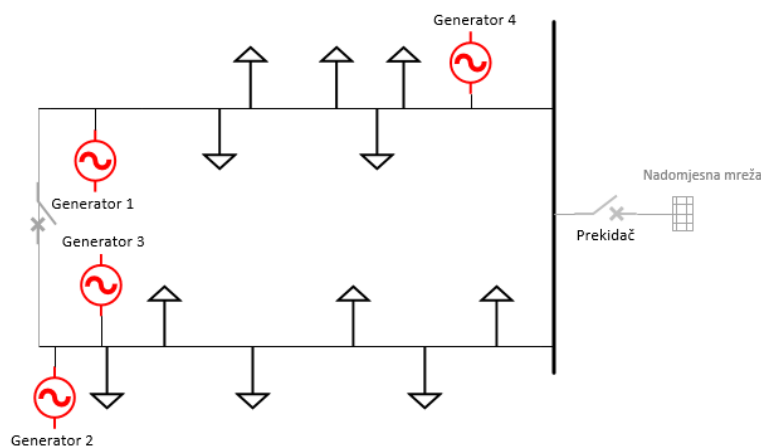 Generator 4
Nadomjesna mreža
Generator 1
Prekidač
Generator 3
Generator 2